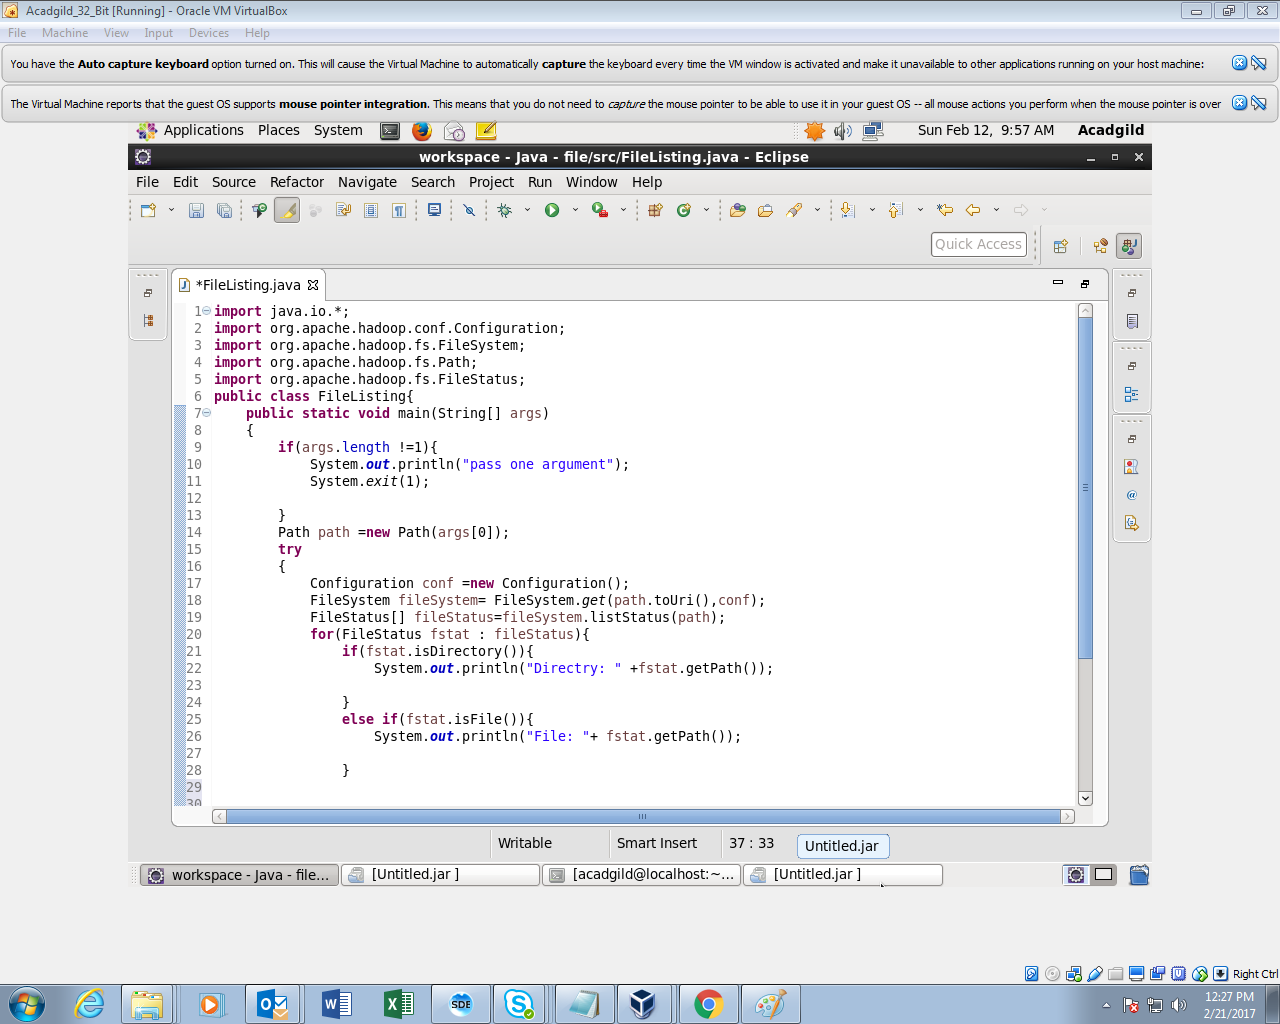 Acadgild_32_Bit [Running] - Oracle VM VirtualBox
File Machine View Input Devices Help
You have the Auto capture keyboard option turned on. This will cause the Virtual Machine to automatically capture the keyboard every time the VM window is activated and make it unavailable to other applications running on your host machine:
The Virtual Machine reports that the guest OS supports mouse pointer integration. This means that you do not need to capture the mouse pointer to be able to use it in your guest OS -- all mouse actions you perform when the mouse pointer is over
Applications Places System Sun Feb 12, 9:57 AM Acadgild
workspace - Java - file/src/FileListing.java - Eclipse
File Edit Source Refactor Navigate Search Project Run Window Help
Quick Access
*FileListing.java
1 import java.io.*;
2 import org.apache.hadoop.conf.Configuration;
3 import org.apache.hadoop.fs.FileSystem;
4 import org.apache.hadoop.fs.Path;
5 import org.apache.hadoop.fs.FileStatus;
6 public class FileListing{
7 public static void main(String[] args)
8 {
9 if(args.length !=1){
10 System.out.println("pass one argument");
11 System.exit(1);
12
13 }
14 Path path =new Path(args[0]);
15 try
16 {
17 Configuration conf =new Configuration();
18 FileSystem fileSystem= FileSystem.get(path.toUri(),conf);
19 FileStatus[] fileStatus=fileSystem.listStatus(path);
20 for(FileStatus fstat : fileStatus){
21 if(fstat.isDirectory()){
22 System.out.println("Directry: " +fstat.getPath());
23
24 }
25 else if(fstat.isFile()){
26 System.out.println("File: "+ fstat.getPath());
27
28 }
29
30
Writable Smart Insert 37 : 33 Untitled.jar
workspace - Java - file... [Untitled.jar ] [acadgild@localhost:~... [Untitled.jar ]
Right Ctrl
12:27 PM
2/21/2017